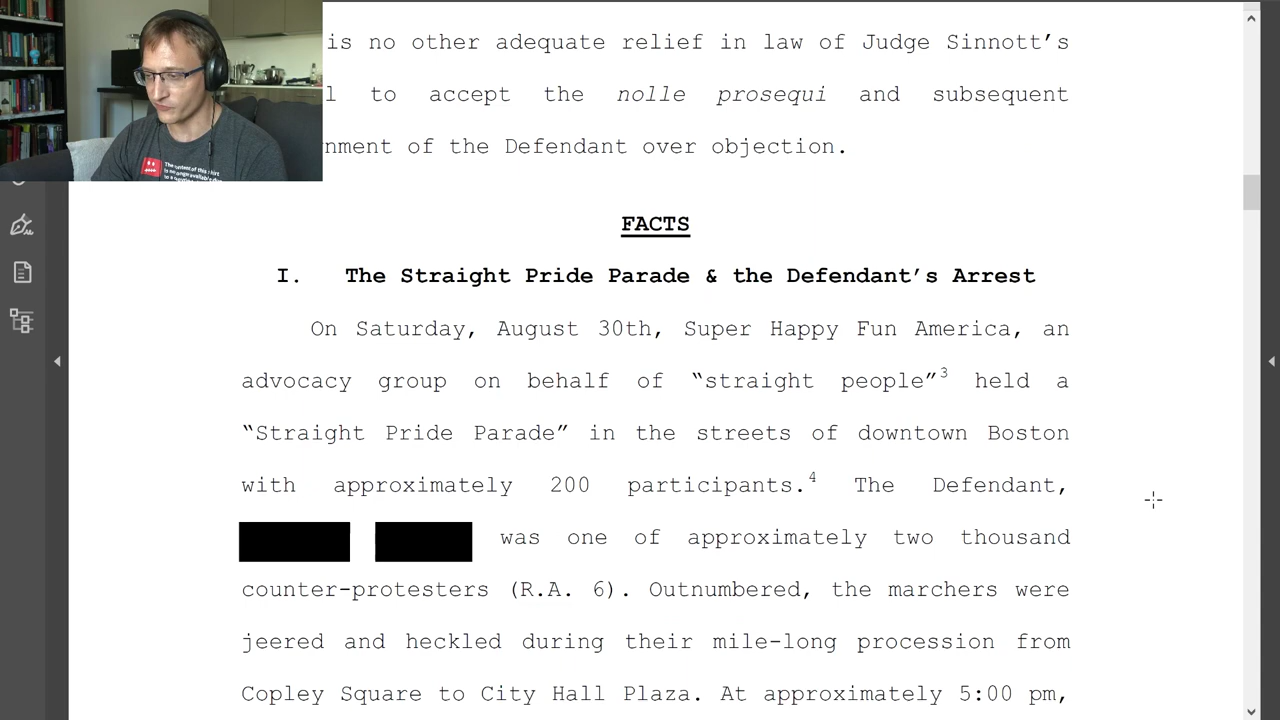 is no other adequate relief in law of Judge Sinnott’s
l to accept the nolle prosequi and subsequent
nment of the Defendant over objection.
FACTS
I. The Straight Pride Parade & the Defendant’s Arrest
On Saturday, August 30th, Super Happy Fun America, an
advocacy group on behalf of “straight people”3 held a
“Straight Pride Parade” in the streets of downtown Boston
with approximately 200 participants.4 The Defendant,
was one of approximately two thousand
counter-protesters (R.A. 6). Outnumbered, the marchers were
jeered and heckled during their mile-long procession from
Copley Square to City Hall Plaza. At approximately 5:00 pm,